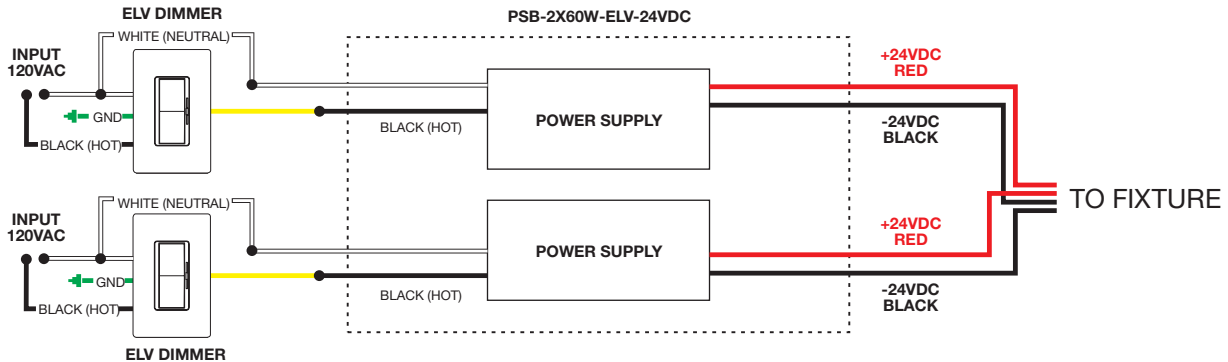 ELV DIMMER
PSB-2X60W-ELV-24VDC
WHITE (NEUTRAL)
INPUT
120VAC
GND
BLACK (HOT)
BLACK (HOT)
POWER SUPPLY
+24VDC
RED
-24VDC
BLACK
TO FIXTURE
WHITE (NEUTRAL)
INPUT
120VAC
GND
BLACK (HOT)
BLACK (HOT)
POWER SUPPLY
+24VDC
RED
-24VDC
BLACK
ELV DIMMER